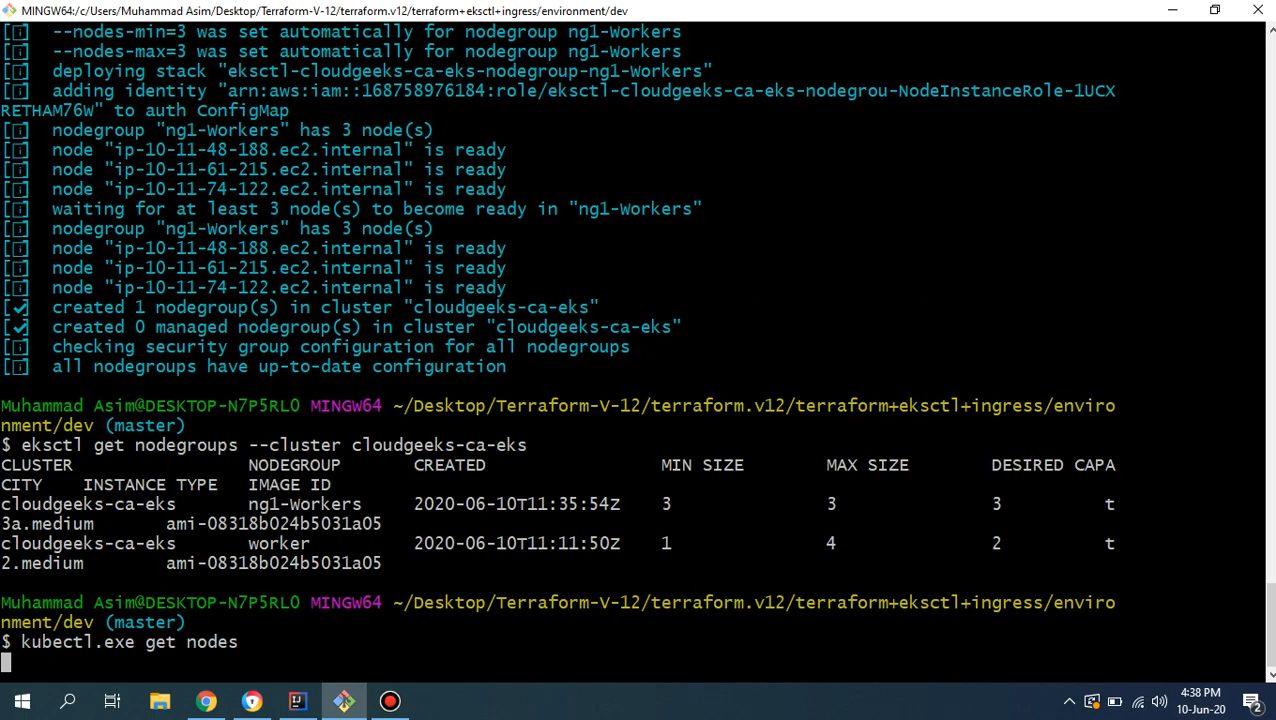 MINGW64:/c/Users/Muhammad Asim/Desktop/Terraform-V-12/terraform.v12/terraform+eksctl+ingress/environment/dev
[i]  --nodes-min=3 was set automatically for nodegroup ng1-Workers
[i]  --nodes-max=3 was set automatically for nodegroup ng1-Workers
[i]  deploying stack "eksctl-cloudgeeks-ca-eks-nodegroup-ng1-Workers"
[i]  adding identity "arn:aws:iam::168758976184:role/eksctl-cloudgeeks-ca-eks-nodegrou-NodeInstanceRole-1UCX
RETHAM76W" to auth ConfigMap
[i]  nodegroup "ng1-Workers" has 3 node(s)
[i]  node "ip-10-11-48-188.ec2.internal" is ready
[i]  node "ip-10-11-61-215.ec2.internal" is ready
[i]  node "ip-10-11-74-122.ec2.internal" is ready
[i]  waiting for at least 3 node(s) to become ready in "ng1-Workers"
[i]  nodegroup "ng1-Workers" has 3 node(s)
[i]  node "ip-10-11-48-188.ec2.internal" is ready
[i]  node "ip-10-11-61-215.ec2.internal" is ready
[i]  node "ip-10-11-74-122.ec2.internal" is ready
[✔]  created 1 nodegroup(s) in cluster "cloudgeeks-ca-eks"
[✔]  created 0 managed nodegroup(s) in cluster "cloudgeeks-ca-eks"
[i]  checking security group configuration for all nodegroups
[i]  all nodegroups have up-to-date configuration
Muhammad Asim@DESKTOP-N7P5RL0 MINGW64 ~/Desktop/Terraform-V-12/terraform.v12/terraform+eksctl+ingress/enviro
nment/dev (master)
$ eksctl get nodegroups --cluster cloudgeeks-ca-eks
CLUSTER NODEGROUP CREATED MIN SIZE MAX SIZE DESIRED CAPA
CITY INSTANCE TYPE IMAGE ID
cloudgeeks-ca-eks ng1-Workers 2020-06-10T11:35:54Z 3 3 3 t
3a.medium ami-08318b024b5031a05
cloudgeeks-ca-eks worker 2020-06-10T11:11:50Z 1 4 2 t
2.medium ami-08318b024b5031a05
Muhammad Asim@DESKTOP-N7P5RL0 MINGW64 ~/Desktop/Terraform-V-12/terraform.v12/terraform+eksctl+ingress/enviro
nment/dev (master)
$ kubectl.exe get nodes
4:38 PM
10-Jun-20
2